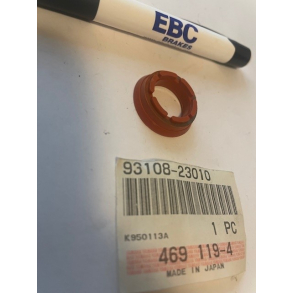 EBC
BRAKES
93108-23010
K950113A
1 PC
469 119-4
MADE IN JAPAN